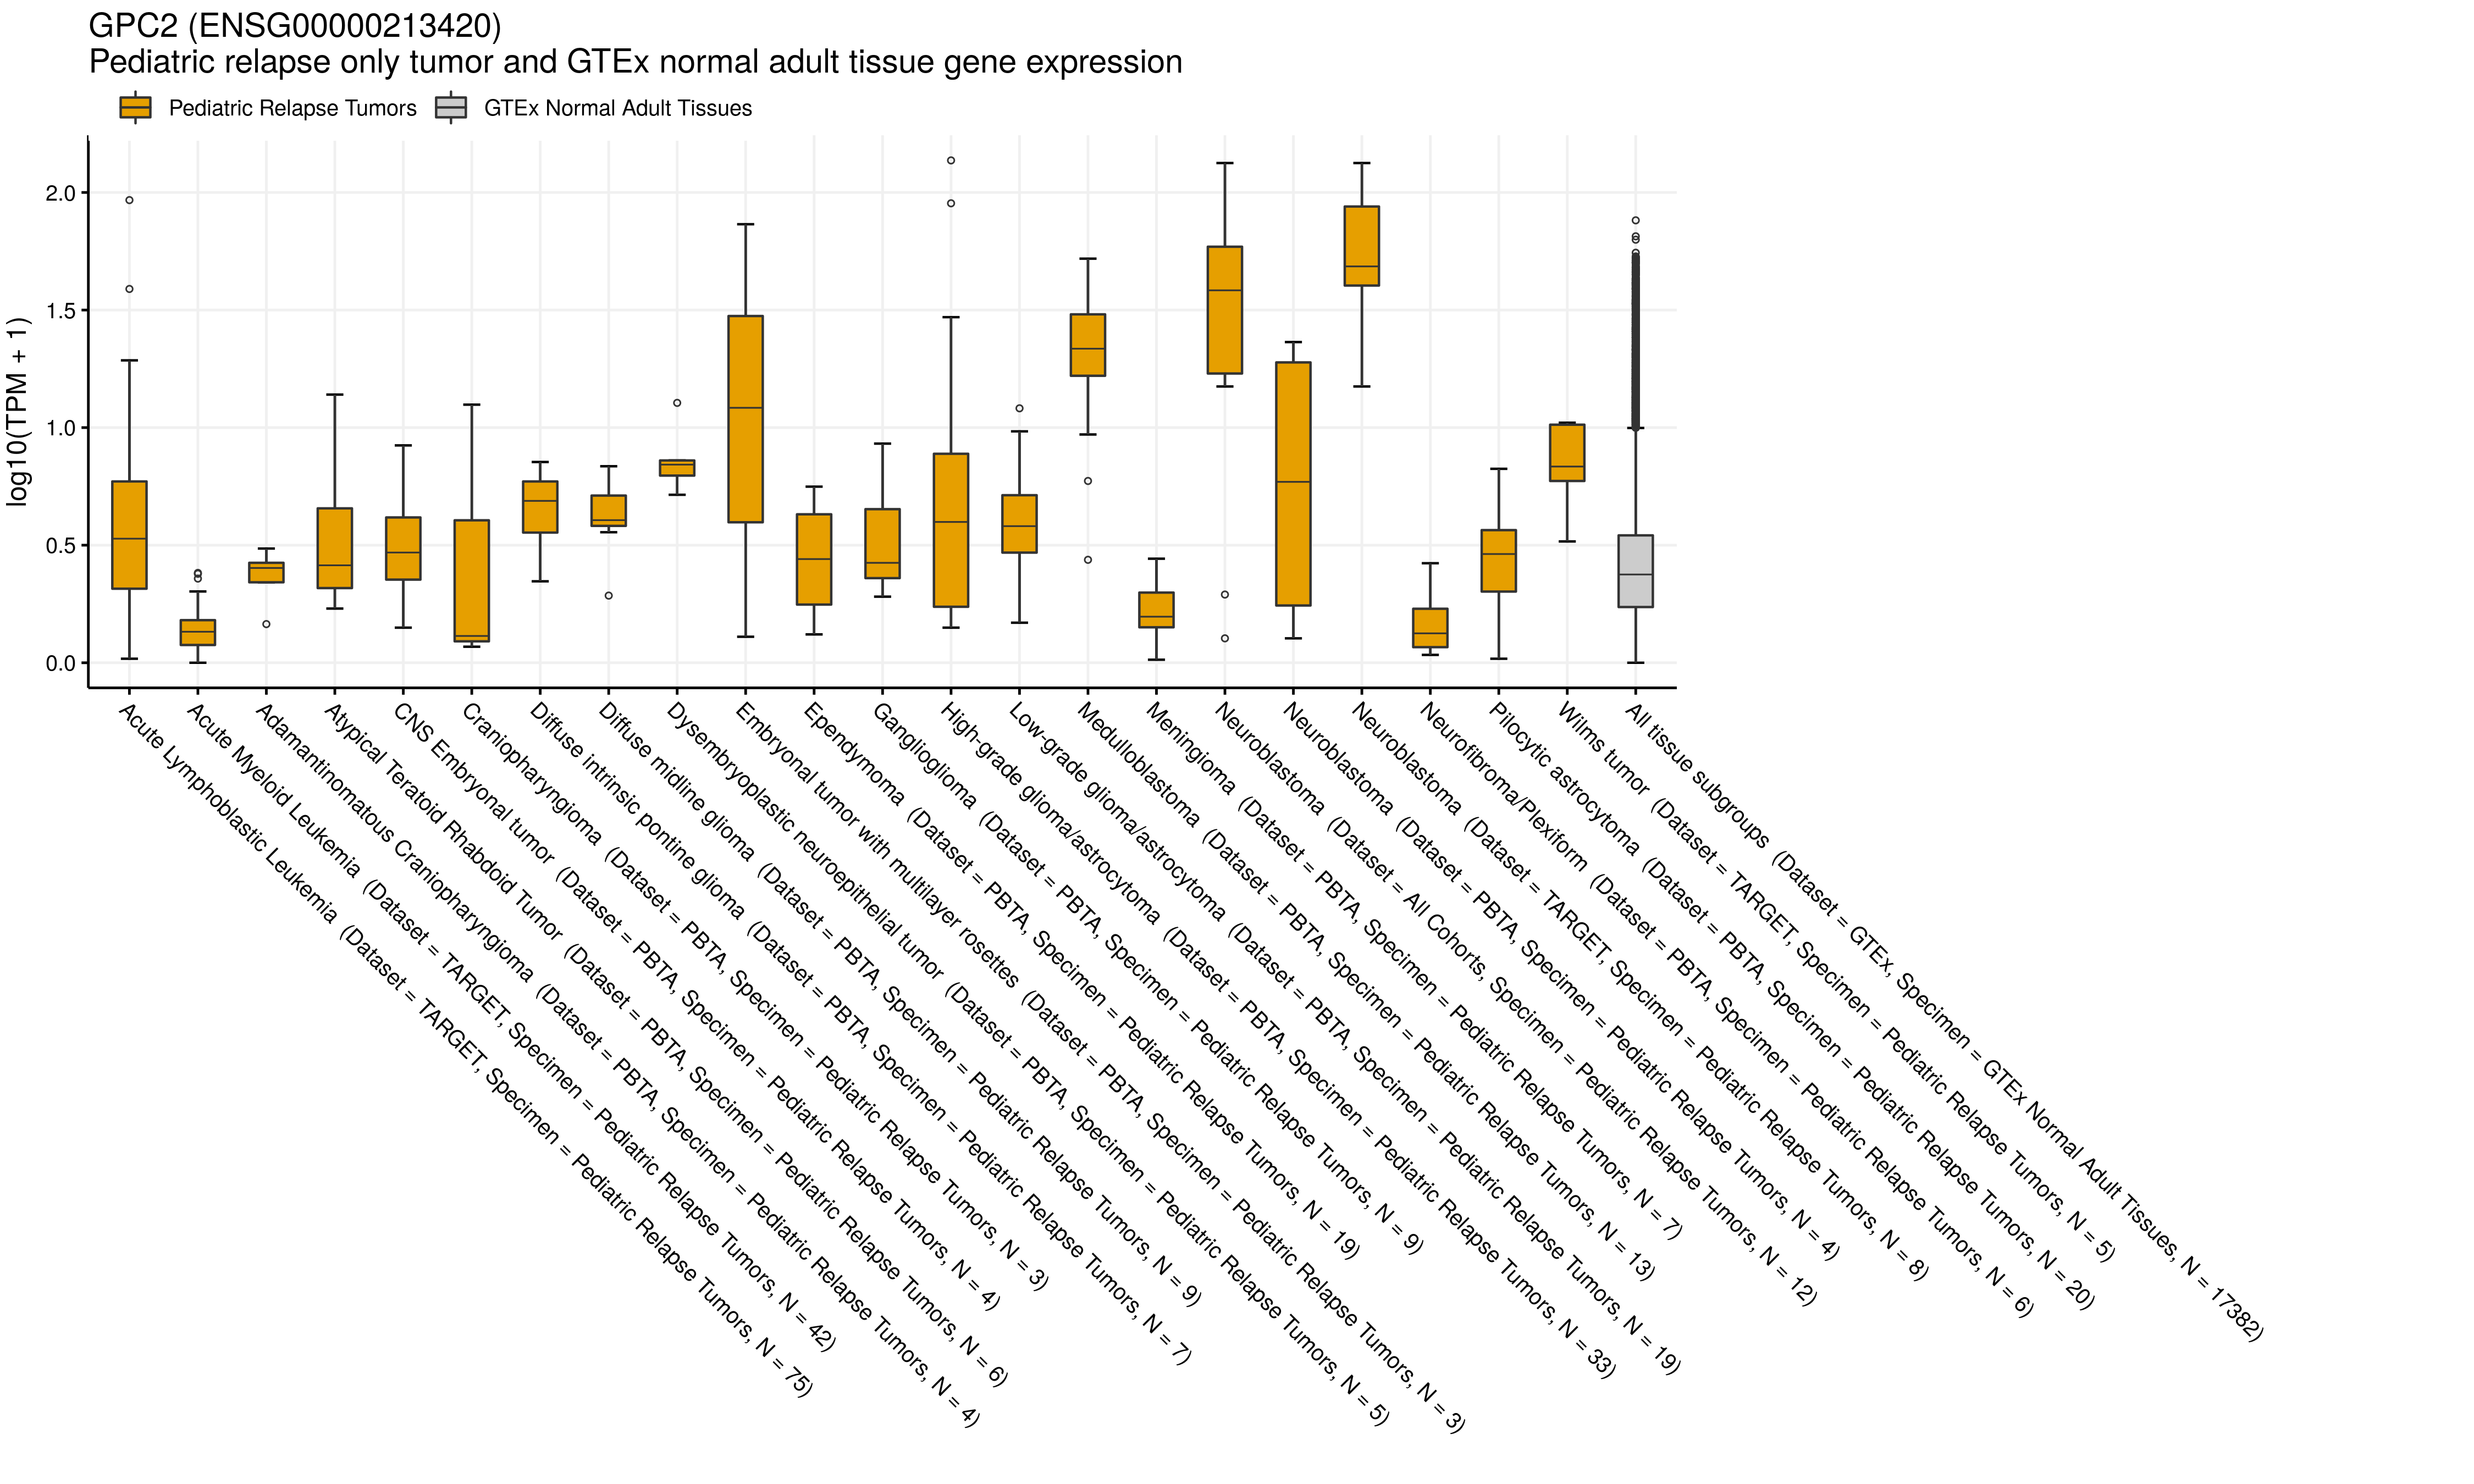 GPC2 (ENSG00000213420)
Pediatric relapse only tumor and GTEx normal adult tissue gene expression
Pediatric Relapse Tumors
GTEx Normal Adult Tissues
log10(TPM + 1)
2.0
1.5
1.0
0.5
0.0
Acute Lymphoblastic Leukemia (Dataset = TARGET, Specimen = Pediatric Relapse Tumors, N = 75)
Acute Myeloid Leukemia (Dataset = TARGET, Specimen = Pediatric Relapse Tumors, N = 42)
Adamantinomatous Craniopharyngioma (Dataset = PBTA, Specimen = Pediatric Relapse Tumors, N = 4)
Atypical Teratoid Rhabdoid Tumor (Dataset = PBTA, Specimen = Pediatric Relapse Tumors, N = 6)
CNS Embryonal tumor (Dataset = PBTA, Specimen = Pediatric Relapse Tumors, N = 4)
Craniopharyngioma (Dataset = PBTA, Specimen = Pediatric Relapse Tumors, N = 3)
Diffuse intrinsic pontine glioma (Dataset = PBTA, Specimen = Pediatric Relapse Tumors, N = 7)
Diffuse midline glioma (Dataset = PBTA, Specimen = Pediatric Relapse Tumors, N = 9)
Dysembryoplastic neuroepithelial tumor (Dataset = PBTA, Specimen = Pediatric Relapse Tumors, N = 5)
Embryonal tumor with multilayer rosettes (Dataset = PBTA, Specimen = Pediatric Relapse Tumors, N = 3)
Ependymoma (Dataset = PBTA, Specimen = Pediatric Relapse Tumors, N = 19)
Ganglioglioma (Dataset = PBTA, Specimen = Pediatric Relapse Tumors, N = 9)
High-grade glioma/astrocytoma (Dataset = PBTA, Specimen = Pediatric Relapse Tumors, N = 33)
Low-grade glioma/astrocytoma (Dataset = PBTA, Specimen = Pediatric Relapse Tumors, N = 19)
Medulloblastoma (Dataset = PBTA, Specimen = Pediatric Relapse Tumors, N = 13)
Meningioma (Dataset = PBTA, Specimen = Pediatric Relapse Tumors, N = 7)
Neuroblastoma (Dataset = All Cohorts, Specimen = Pediatric Relapse Tumors, N = 12)
Neuroblastoma (Dataset = PBTA, Specimen = Pediatric Relapse Tumors, N = 4)
Neuroblastoma (Dataset = TARGET, Specimen = Pediatric Relapse Tumors, N = 8)
Neurofibroma/Plexiform (Dataset = PBTA, Specimen = Pediatric Relapse Tumors, N = 6)
Pilocytic astrocytoma (Dataset = PBTA, Specimen = Pediatric Relapse Tumors, N = 20)
Wilms tumor (Dataset = TARGET, Specimen = Pediatric Relapse Tumors, N = 5)
All tissue subgroups (Dataset = GTEx, Specimen = GTEx Normal Adult Tissues, N = 17382)